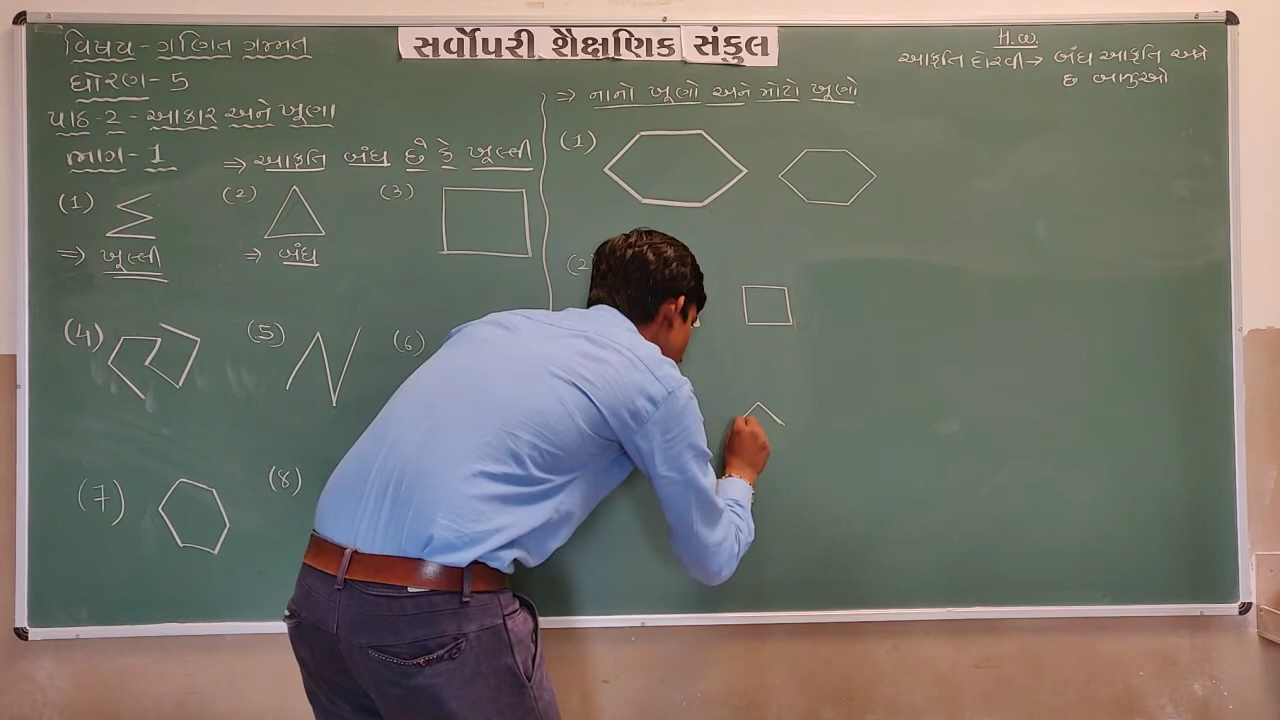 સર્વોપરી શૈક્ષણિક સંકુલ
વિષય - ગણિત ગમ્મત
ધોરણ - 5
પાઠ - 2 - આકાર અને ખૂણા
ભાગ - 1
⇒ આકૃતિ બંધ છે કે ખૂલ્લી
(1) (2) (3)
⇒ ખૂલ્લી ⇒ બંધ
(4) (5) (6)
(7) (8)
⇒ નાનો ખૂણો અને મોટો ખૂણો
(1)
(2
H.W.
આકૃતિ દોરવી → બંધ આકૃતિ અને
છ બાજુઓ